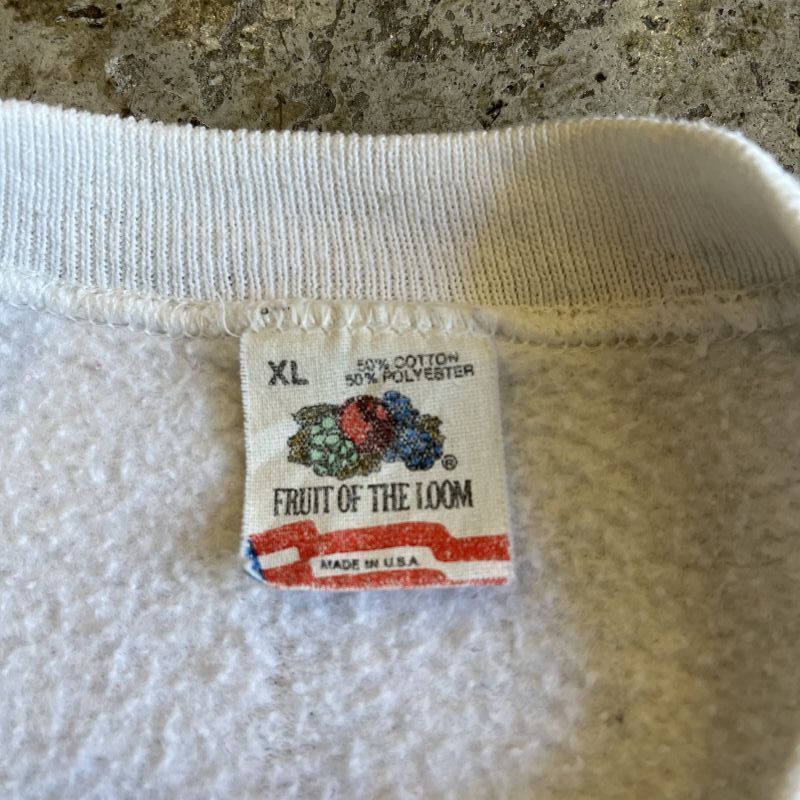 XL
50% COTTON
50% POLYESTER
®
FRUIT OF THE LOOM
MADE IN U.S.A.